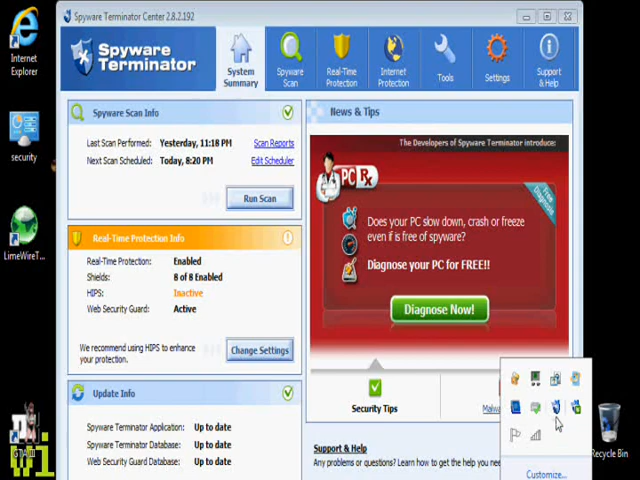 Spyware Terminator Center 2.8.2.192
Spyware
Terminator
System
Summary
Spyware
Scan
Real-Time
Protection
Internet
Protection
Tools
Settings
Support
& Help
Internet
Explorer
security
LimeWireT...
GTA III
Spyware Scan Info
Last Scan Performed: Yesterday, 11:18 PM Scan Reports
Next Scan Scheduled: Today, 8:20 PM Edit Scheduler
Run Scan
Real-Time Protection Info
Real-Time Protection: Enabled
Shields: 8 of 8 Enabled
HIPS: Inactive
Web Security Guard: Active
We recommend using HIPS to enhance
your protection.
Change Settings
Update Info
Spyware Terminator Application: Up to date
Spyware Terminator Database: Up to date
Web Security Guard Database: Up to date
News & Tips
The Developers of Spyware Terminator introduce:
PC Rx
Free
Diagnosis
Does your PC slow down, crash or freeze
even if is free of spyware?
Diagnose your PC for FREE!!
Diagnose Now!
Security Tips
Support & Help
Any problems or questions? Learn how to get the help you
Customize...
Recycle Bin